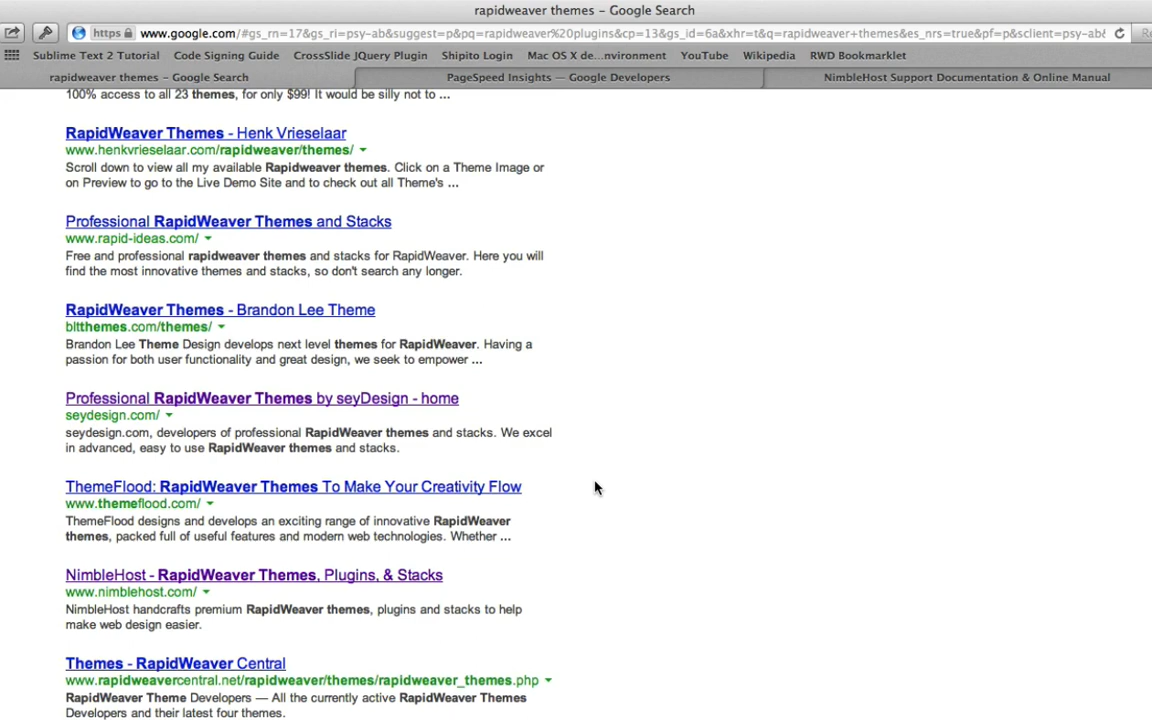 rapidweaver themes – Google Search
https www.google.com/#gs_rn=17&gs_ri=psy-ab&suggest=p&pq=rapidweaver%20plugins&cp=13&gs_id=6a&xhr=t&q=rapidweaver+themes&es_nrs=true&pf=p&sclient=psy-ab&
Sublime Text 2 Tutorial Code Signing Guide CrossSlide JQuery Plugin Shipito Login Mac OS X de...nvironment YouTube Wikipedia RWD Bookmarklet
rapidweaver themes – Google Search PageSpeed Insights — Google Developers NimbleHost Support Documentation & Online Manual
100% access to all 23 themes, for only $99! It would be silly not to ...
RapidWeaver Themes - Henk Vrieselaar
www.henkvrieselaar.com/rapidweaver/themes/
Scroll down to view all my available Rapidweaver themes. Click on a Theme Image or
on Preview to go to the Live Demo Site and to check out all Theme's ...
Professional RapidWeaver Themes and Stacks
www.rapid-ideas.com/
Free and professional rapidweaver themes and stacks for RapidWeaver. Here you will
find the most innovative themes and stacks, so don't search any longer.
RapidWeaver Themes - Brandon Lee Theme
bltthemes.com/themes/
Brandon Lee Theme Design develops next level themes for RapidWeaver. Having a
passion for both user functionality and great design, we seek to empower ...
Professional RapidWeaver Themes by seyDesign - home
seydesign.com/
seydesign.com, developers of professional RapidWeaver themes and stacks. We excel
in advanced, easy to use RapidWeaver themes and stacks.
ThemeFlood: RapidWeaver Themes To Make Your Creativity Flow
www.themeflood.com/
ThemeFlood designs and develops an exciting range of innovative RapidWeaver
themes, packed full of useful features and modern web technologies. Whether ...
NimbleHost - RapidWeaver Themes, Plugins, & Stacks
www.nimblehost.com/
NimbleHost handcrafts premium RapidWeaver themes, plugins and stacks to help
make web design easier.
Themes - RapidWeaver Central
www.rapidweavercentral.net/rapidweaver/themes/rapidweaver_themes.php
RapidWeaver Theme Developers — All the currently active RapidWeaver Themes
Developers and their latest four themes.